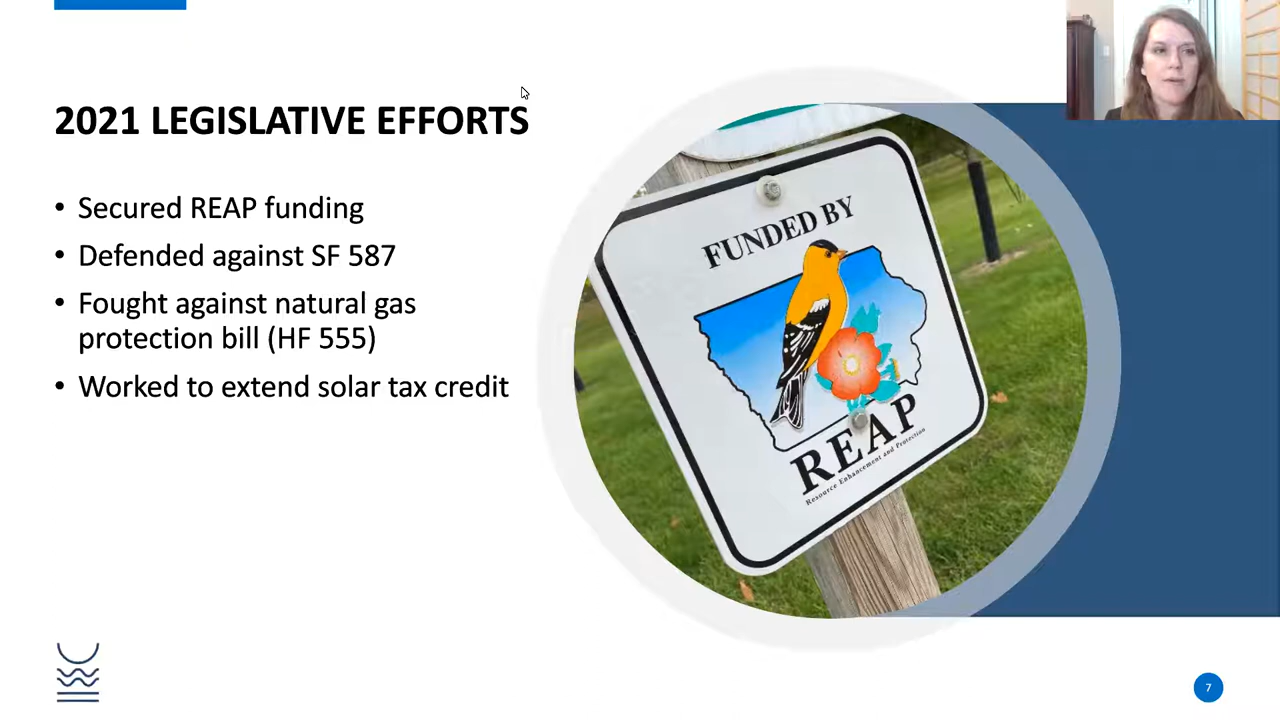 2021 LEGISLATIVE EFFORTS
• Secured REAP funding
• Defended against SF 587
• Fought against natural gas
protection bill (HF 555)
• Worked to extend solar tax credit
FUNDED BY
REAP
Resource Enhancement and Protection
7